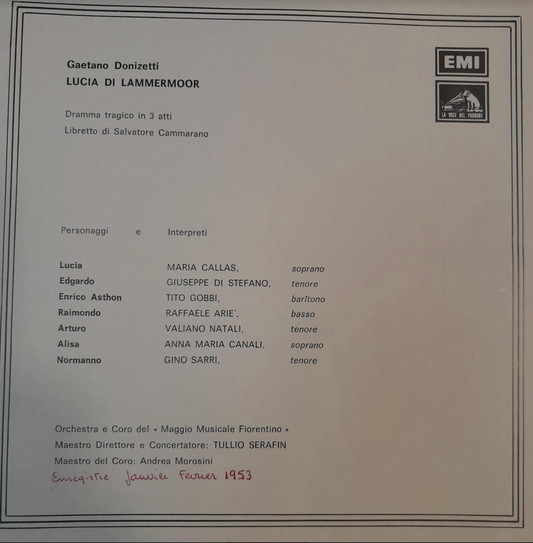 Gaetano Donizetti
LUCIA DI LAMMERMOOR
EMI
LA VOCE DEL PADRONE
Dramma tragico in 3 atti
Libretto di Salvatore Cammarano
Personaggi e Interpreti
Lucia MARIA CALLAS, soprano
Edgardo GIUSEPPE DI STEFANO, tenore
Enrico Asthon TITO GOBBI, baritono
Raimondo RAFFAELE ARIE', basso
Arturo VALIANO NATALI, tenore
Alisa ANNA MARIA CANALI, soprano
Normanno GINO SARRI, tenore
Orchestra e Coro del « Maggio Musicale Fiorentino »
Maestro Direttore e Concertatore: TULLIO SERAFIN
Maestro del Coro: Andrea Morosini
Enregistre Janvier Fevrier 1953